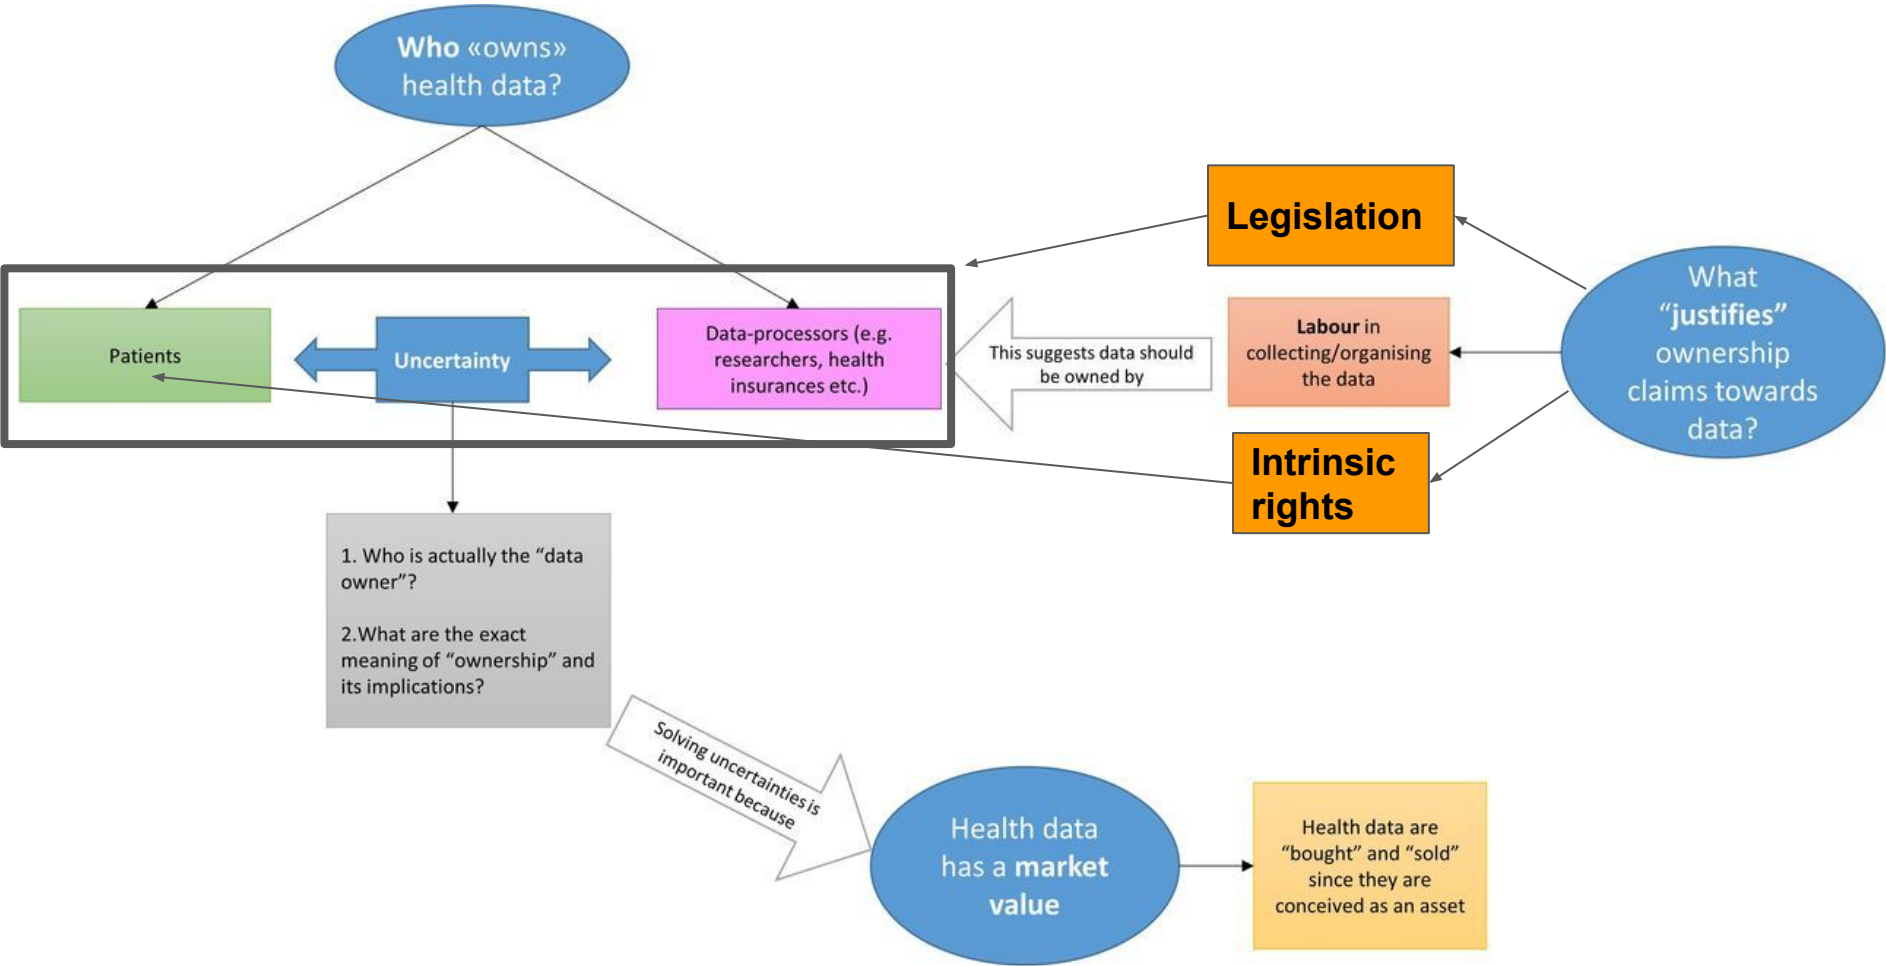 Who «owns»
health data?
Legislation
What
“justifies”
ownership
claims towards
data?
Patients
Uncertainty
Data-processors (e.g.
researchers, health
insurances etc.)
This suggests data should
be owned by
Labour in
collecting/organising
the data
Intrinsic
rights
1. Who is actually the “data
owner”?
2.What are the exact
meaning of “ownership” and
its implications?
Solving uncertainties is
important because
Health data
has a market
value
Health data are
“bought” and “sold”
since they are
conceived as an asset